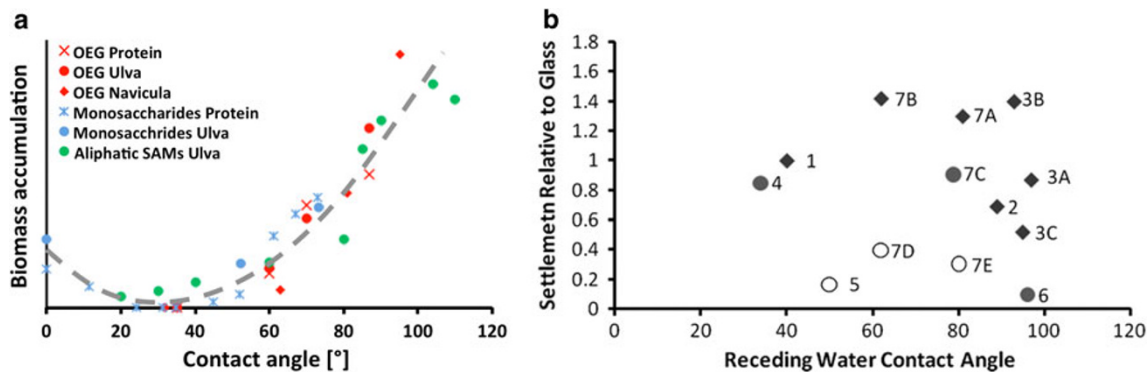 a
OEG Protein
OEG Ulva
OEG Navicula
Monosaccharides Protein
Monosacchrides Ulva
Aliphatic SAMs Ulva
Biomass accumulation
0 20 40 60 80 100 120
Contact angle [°]
b
Settlemetn Relative to Glass
1.8
1.6
1.4
1.2
1
0.8
0.6
0.4
0.2
0
7B
3B
7A
1
4
7C
3A
2
3C
7D
7E
5
6
0 20 40 60 80 100 120
Receding Water Contact Angle